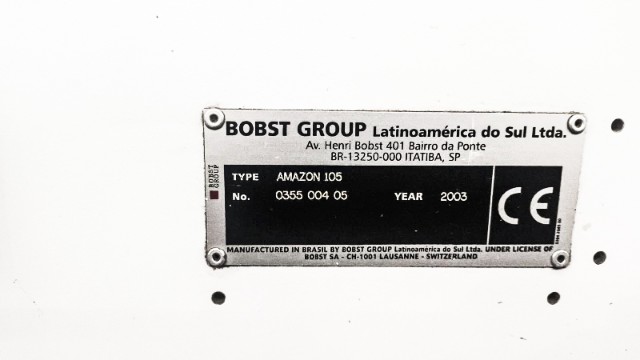 BOBST GROUP Latinoamérica do Sul Ltda.
Av. Henri Bobst 401 Bairro da Ponte
BR-13250-000 ITATIBA, SP
BOBST GROUP
TYPE AMAZON 105
No. 0355 004 05 YEAR 2003
CE
MANUFACTURED IN BRASIL BY BOBST GROUP Latinoamérica do Sul Ltda. UNDER LICENSE OF
BOBST SA - CH-1001 LAUSANNE - SWITZERLAND